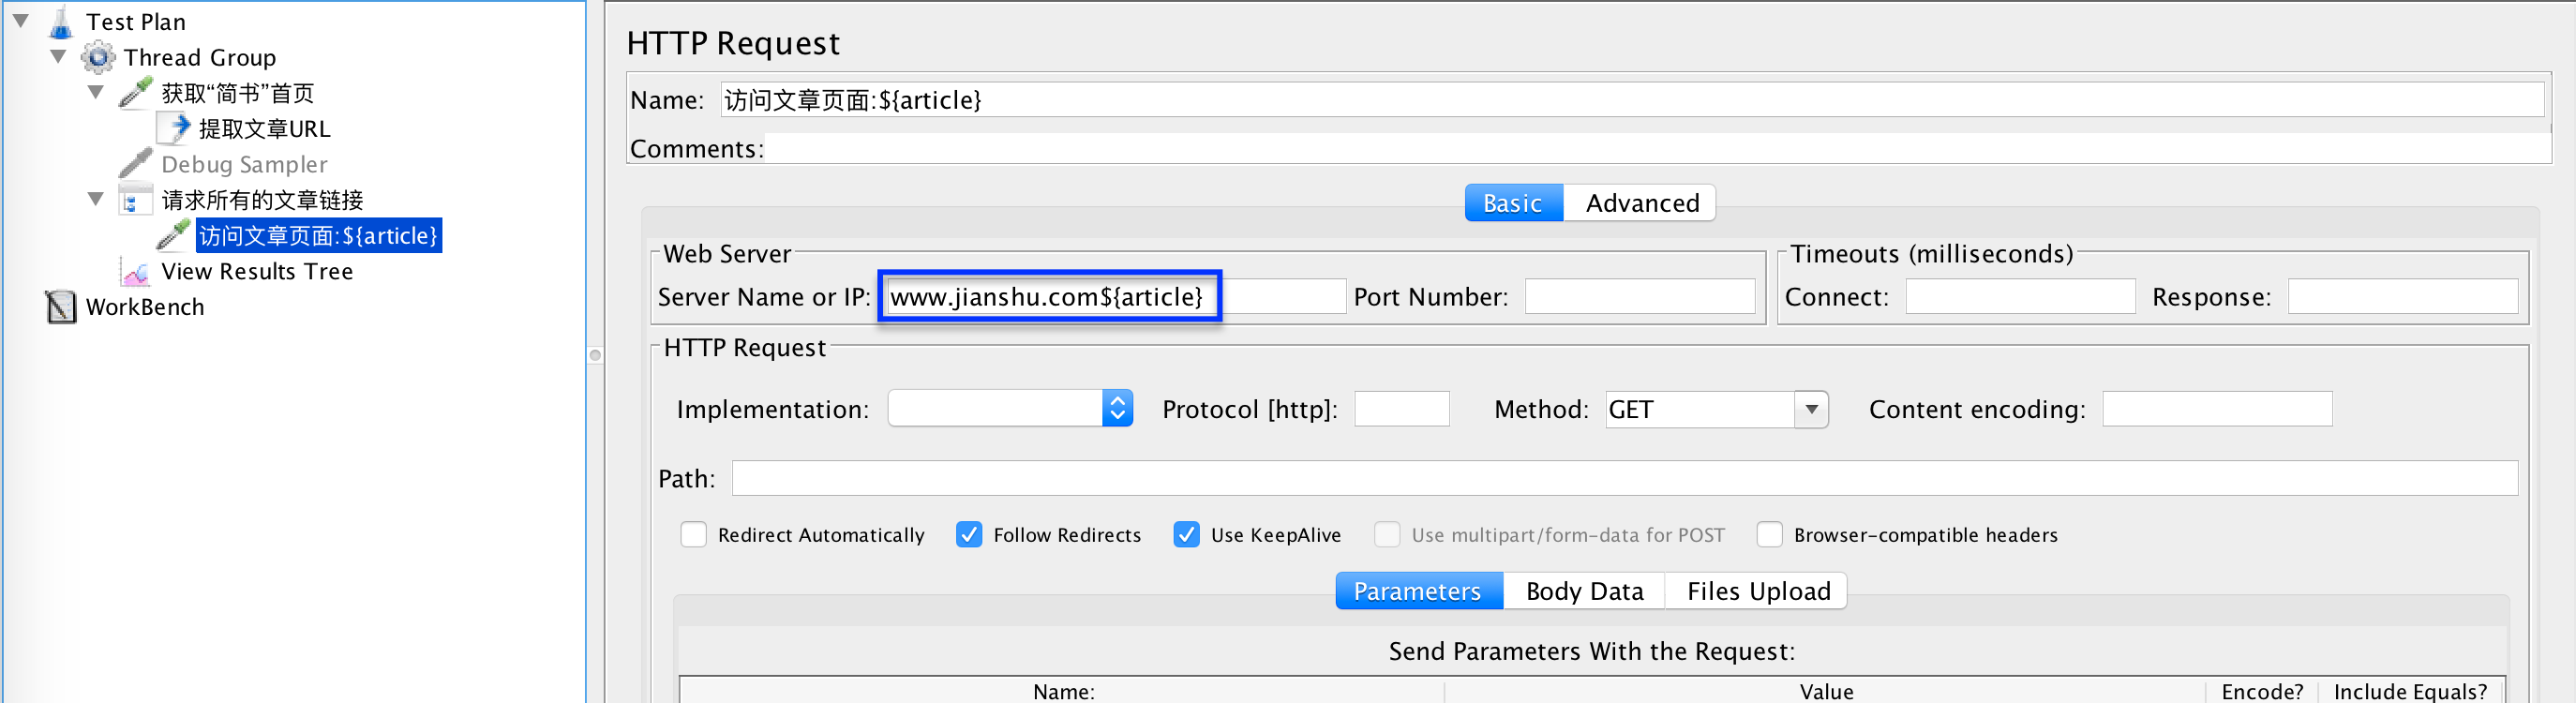 Test Plan
Thread Group
获取“简书”首页
提取文章URL
Debug Sampler
请求所有的文章链接
访问文章页面:${article}
View Results Tree
WorkBench
HTTP Request
Name: 访问文章页面:${article}
Comments:
Basic Advanced
Web Server
Server Name or IP: www.jianshu.com${article} Port Number:
Timeouts (milliseconds)
Connect: Response:
HTTP Request
Implementation: Protocol [http]: Method: GET Content encoding:
Path:
Redirect Automatically Follow Redirects Use KeepAlive Use multipart/form-data for POST Browser-compatible headers
Parameters Body Data Files Upload
Send Parameters With the Request:
Name: Value Encode? Include Equals?